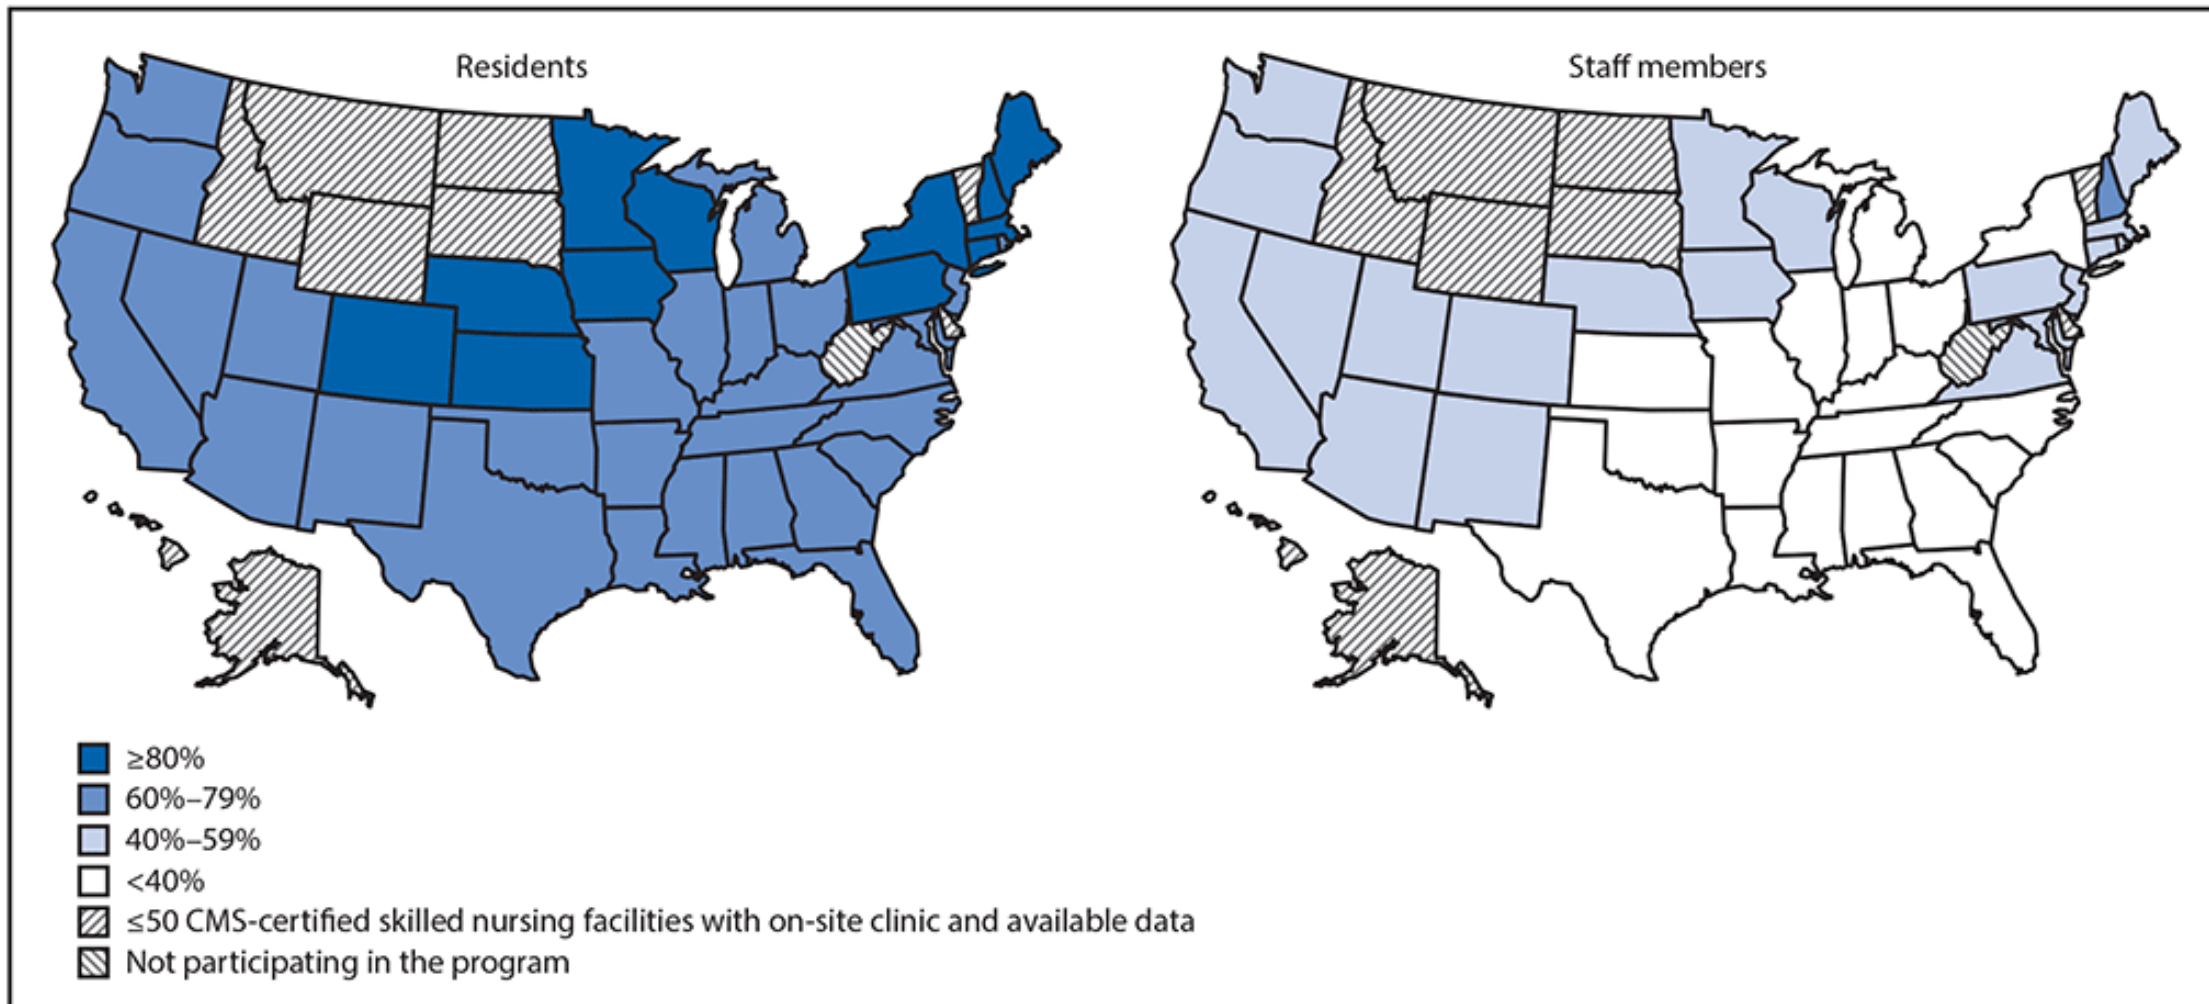 Residents
Staff members
≥80%
60%–79%
40%–59%
<40%
≤50 CMS-certified skilled nursing facilities with on-site clinic and available data
Not participating in the program